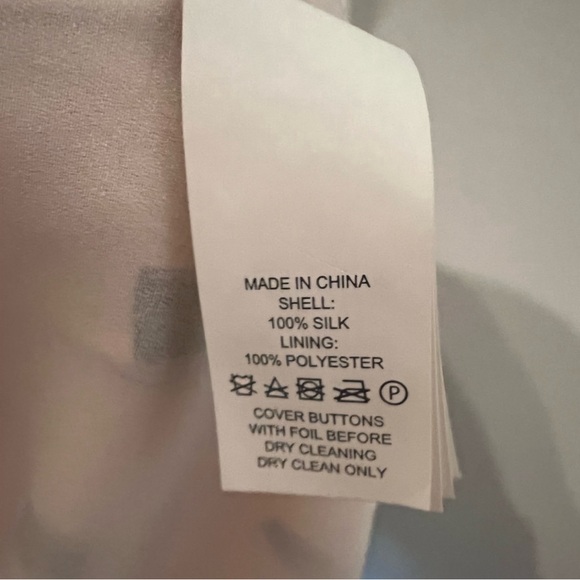 MADE IN CHINA
SHELL:
100% SILK
LINING:
100% POLYESTER
P
COVER BUTTONS
WITH FOIL BEFORE
DRY CLEANING
DRY CLEAN ONLY